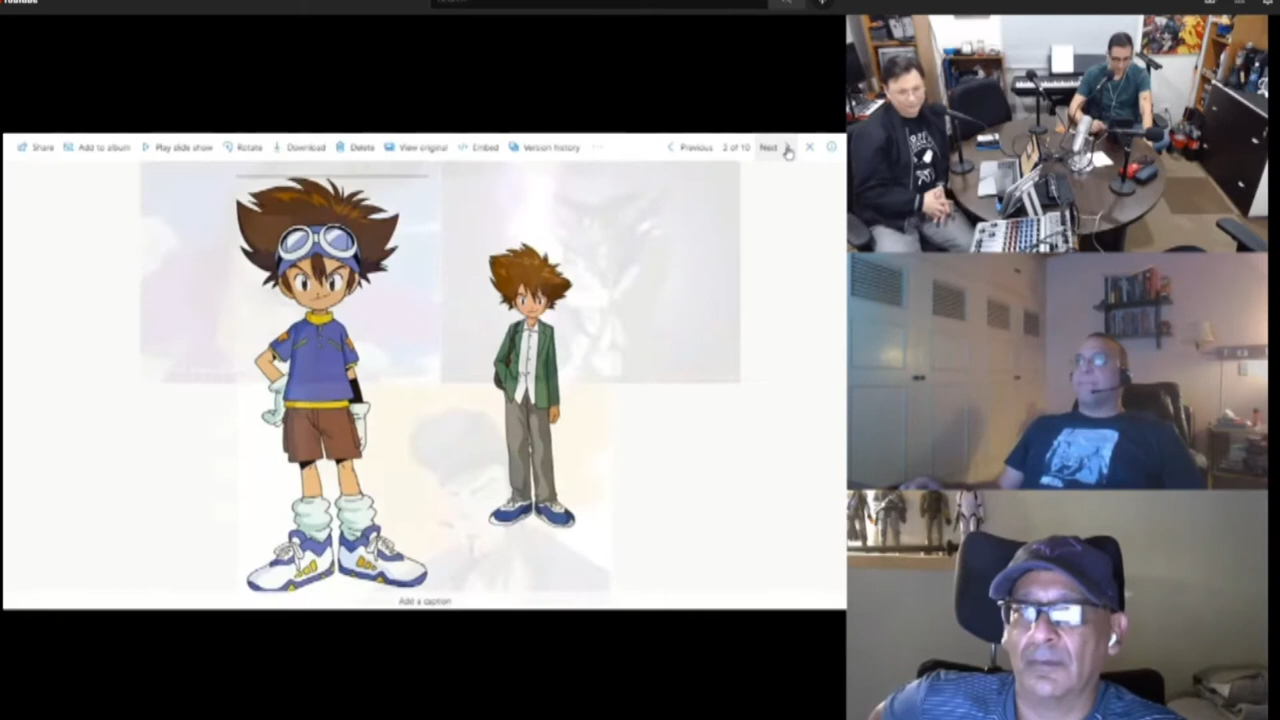 Share Add to album Play slide show Rotate Download Delete View original Embed Version history ··· Previous 2 of 10 Next
Add a caption